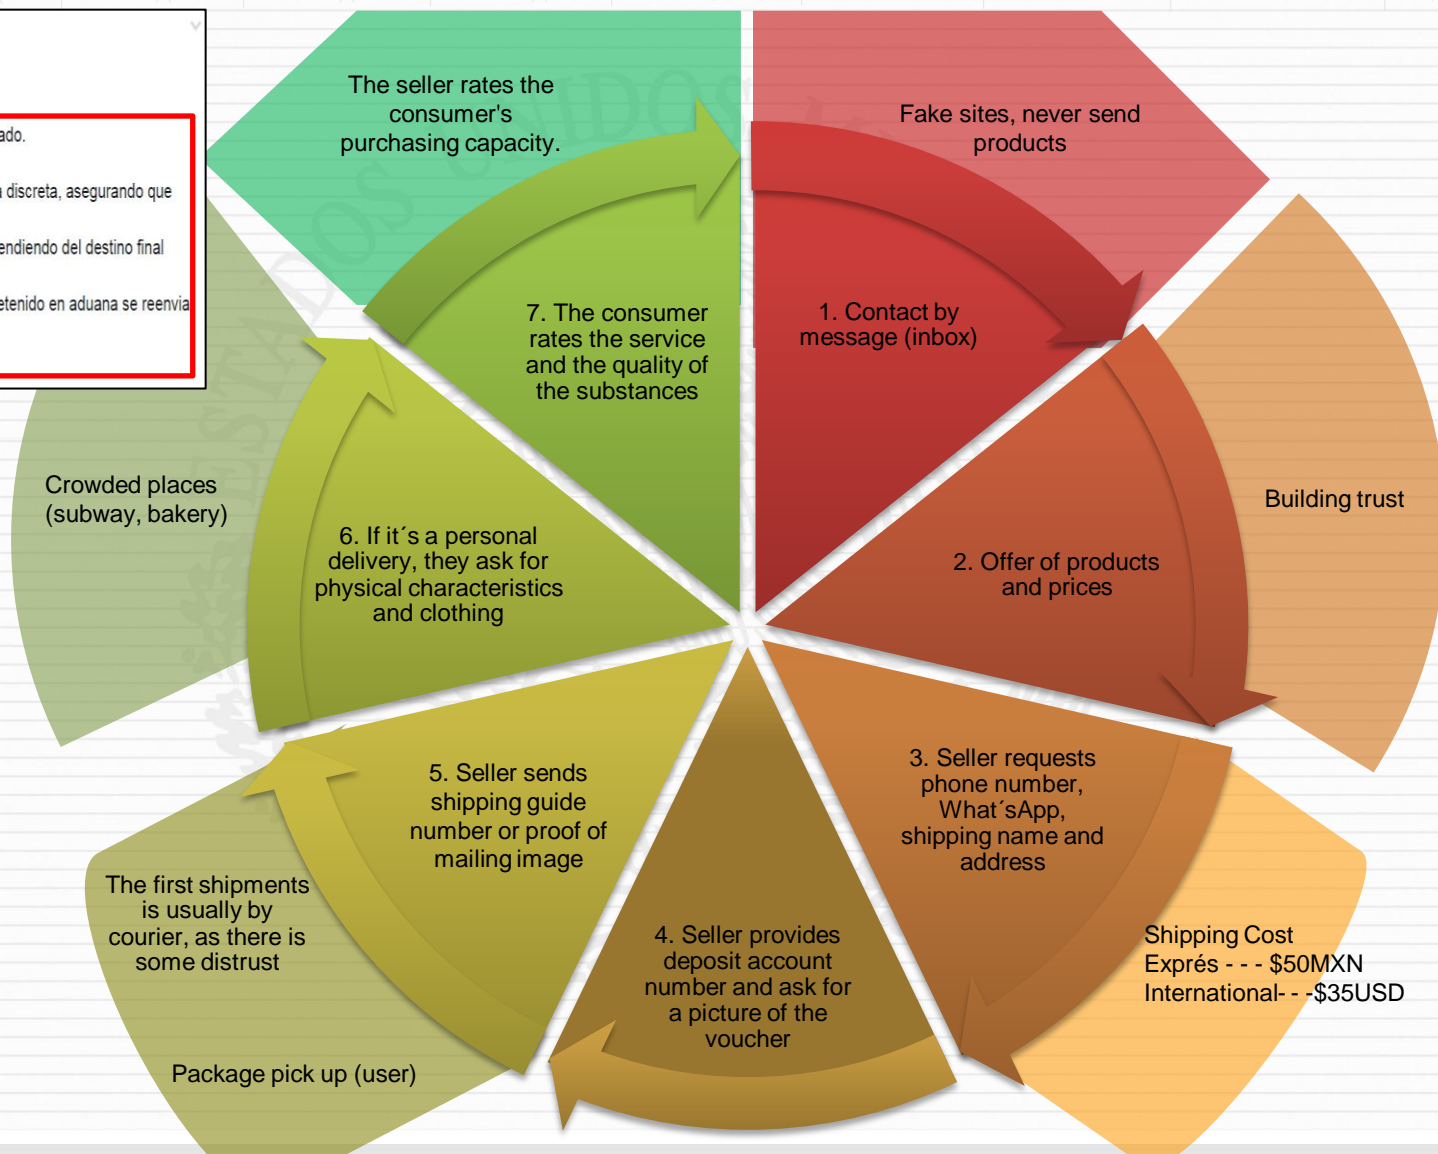 ado.
a discreta, asegurando que
endiendo del destino final
etenido en aduana se reenvia
The seller rates the
consumer's
purchasing capacity.
Fake sites, never send
products
7. The consumer
rates the service
and the quality of
the substances
1. Contact by
message (inbox)
Crowded places
(subway, bakery)
6. If it´s a personal
delivery, they ask for
physical characteristics
and clothing
2. Offer of products
and prices
Building trust
5. Seller sends
shipping guide
number or proof of
mailing image
3. Seller requests
phone number,
What´sApp,
shipping name and
address
The first shipments
is usually by
courier, as there is
some distrust
4. Seller provides
deposit account
number and ask for
a picture of the
voucher
Shipping Cost
Exprés - - - $50MXN
International- - -$35USD
Package pick up (user)
ESTADOS UNIDOS